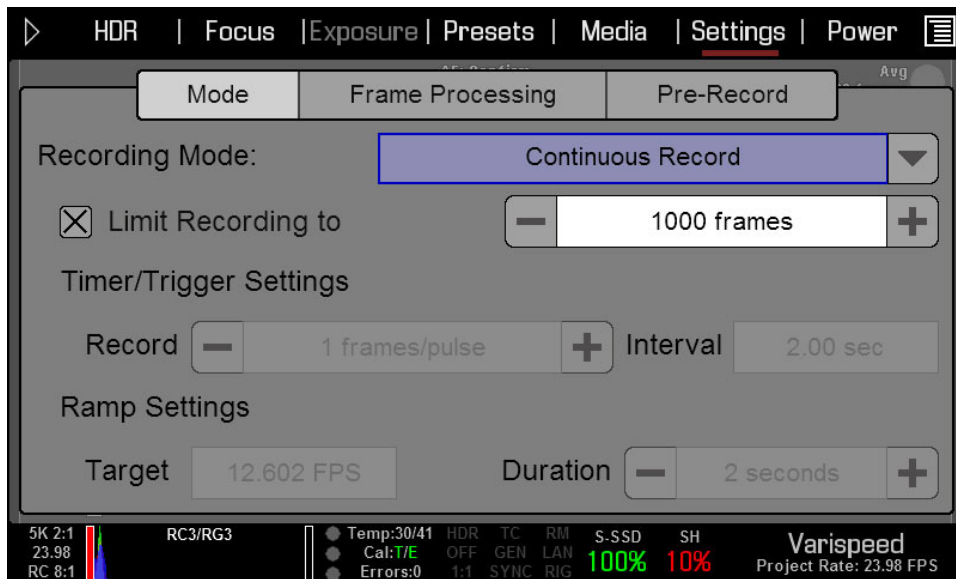 HDR | Focus | Exposure | Presets | Media | Settings | Power
Avg
Mode Frame Processing Pre-Record
Recording Mode: Continuous Record
Limit Recording to 1000 frames
Timer/Trigger Settings
Record 1 frames/pulse Interval 2.00 sec
Ramp Settings
Target 12.602 FPS Duration 2 seconds
5K 2:1 RC3/RG3 Temp:30/41 HDR TC RM S-SSD SH Varispeed
23.98 Cal:T/E OFF GEN LAN 100% 10% Project Rate: 23.98 FPS
RC 8:1 Errors:0 1:1 SYNC RIG